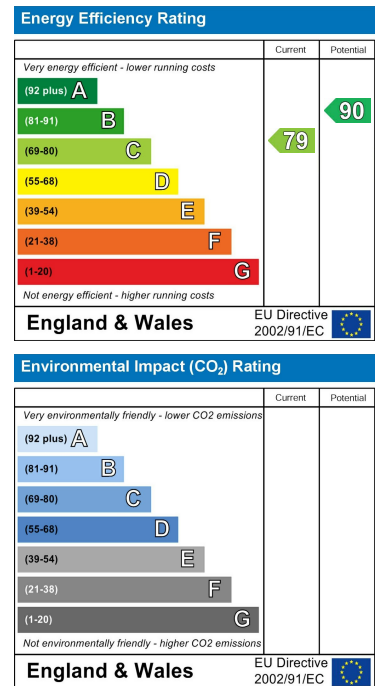 Energy Efficiency Rating
Current Potential
Very energy efficient - lower running costs
(92 plus) A
(81-91) B
(69-80) C
(55-68) D
(39-54) E
(21-38) F
(1-20) G
79
90
Not energy efficient - higher running costs
England & Wales
EU Directive
2002/91/EC
Environmental Impact (CO₂) Rating
Current Potential
Very environmentally friendly - lower CO2 emissions
(92 plus) A
(81-91) B
(69-80) C
(55-68) D
(39-54) E
(21-38) F
(1-20) G
Not environmentally friendly - higher CO2 emissions
England & Wales
EU Directive
2002/91/EC